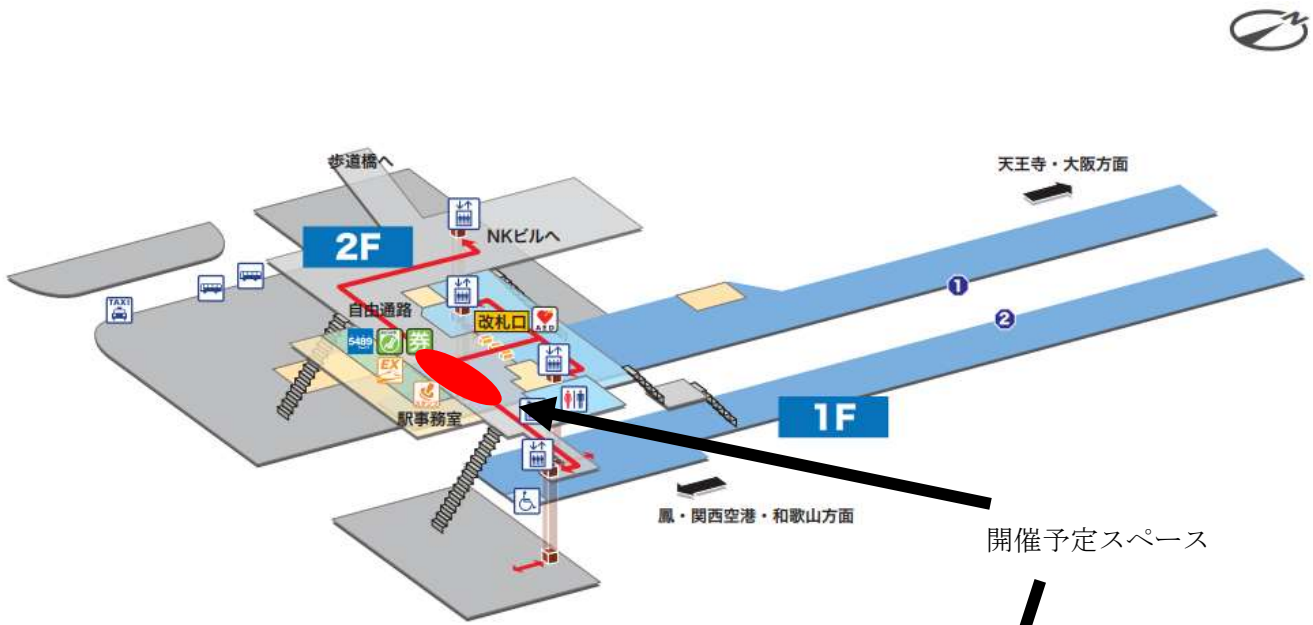 N
歩道橋へ
天王寺・大阪方面
NKビルへ
2F
TAXI
自由通路
改札口
AED
5489
券
EX
駅事務室
1
2
1F
鳳・関西空港・和歌山方面
開催予定スペース